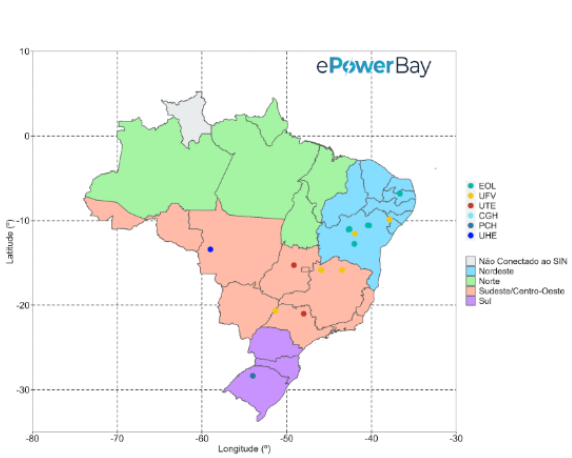 ePowerBay
10
0
-10
-20
-30
Latitude (º)
-80
-70
-60
-50
-40
-30
Longitude (º)
EOL
UFV
UTE
CGH
PCH
UHE
Não Conectado ao SIN
Nordeste
Norte
Sudeste/Centro-Oeste
Sul